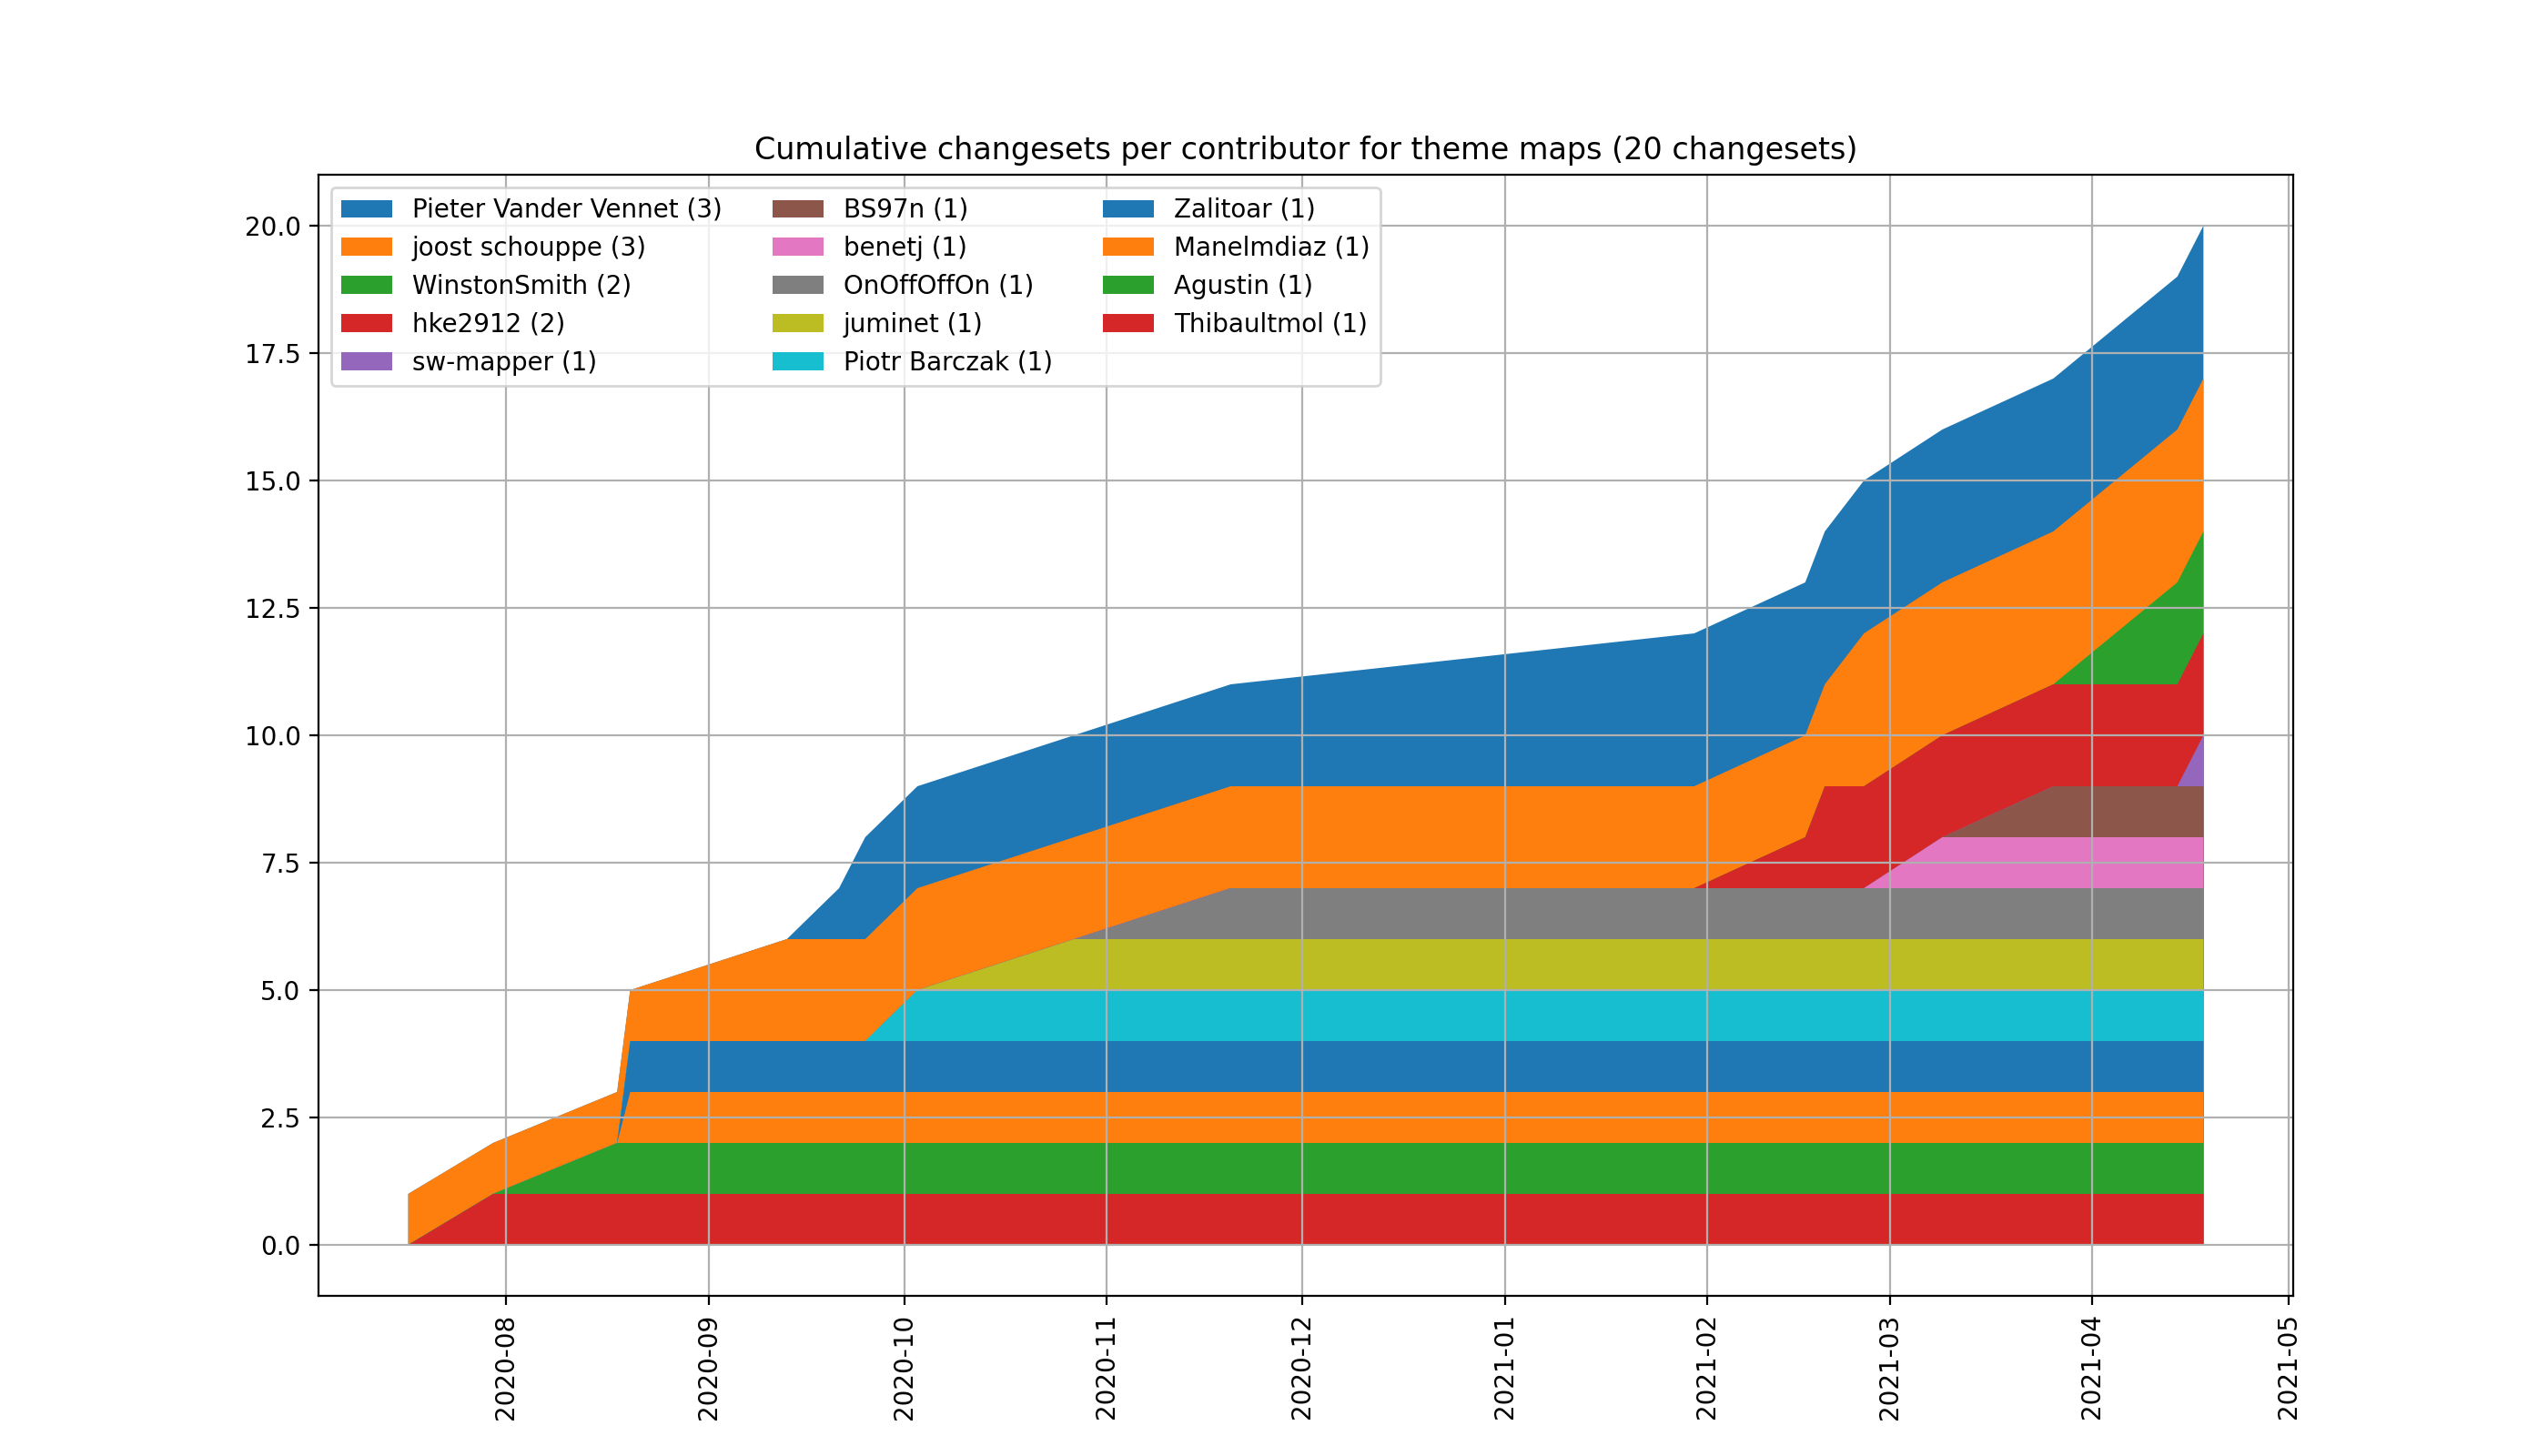 Cumulative changesets per contributor for theme maps (20 changesets)
Pieter Vander Vennet (3)
joost schouppe (3)
WinstonSmith (2)
hke2912 (2)
sw-mapper (1)
BS97n (1)
benetj (1)
OnOffOffOn (1)
juminet (1)
Piotr Barczak (1)
Zalitoar (1)
Manelmdiaz (1)
Agustin (1)
Thibaultmol (1)
20.0
17.5
15.0
12.5
10.0
7.5
5.0
2.5
0.0
2020-08
2020-09
2020-10
2020-11
2020-12
2021-01
2021-02
2021-03
2021-04
2021-05